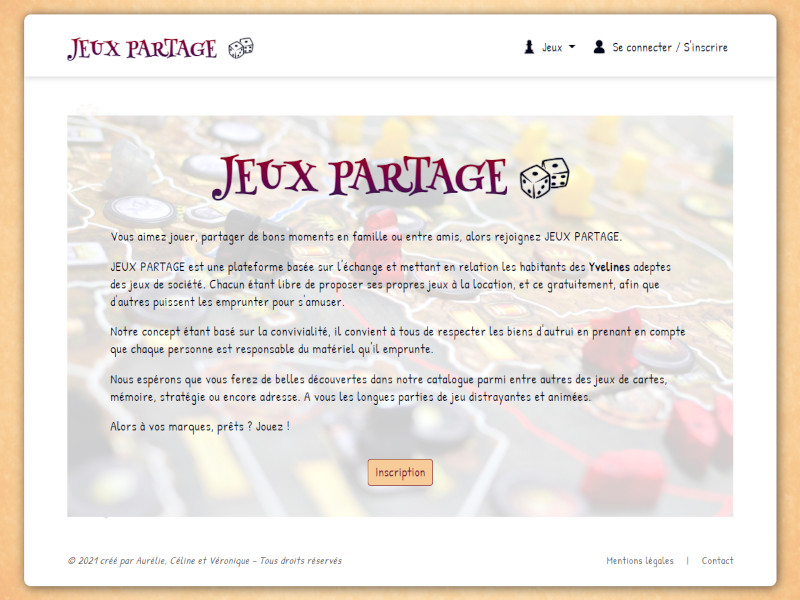 JEUX PARTAGE
Jeux
Se connecter / S'inscrire
JEUX PARTAGE
Vous aimez jouer, partager de bons moments en famille ou entre amis, alors rejoignez JEUX PARTAGE.
JEUX PARTAGE est une plateforme basée sur l'échange et mettant en relation les habitants des Yvelines adeptes
des jeux de société. Chacun étant libre de proposer ses propres jeux à la location, et ce gratuitement, afin que
d'autres puissent les emprunter pour s'amuser.
Notre concept étant basé sur la convivialité, il convient à tous de respecter les biens d'autrui en prenant en compte
que chaque personne est responsable du matériel qu'il emprunte.
Nous espérons que vous ferez de belles découvertes dans notre catalogue parmi entre autres des jeux de cartes,
mémoire, stratégie ou encore adresse. A vous les longues parties de jeu distrayantes et animées.
Alors à vos marques, prêts ? Jouez !
Inscription
© 2021 créé par Aurélie, Céline et Véronique - Tous droits réservés
Mentions légales | Contact